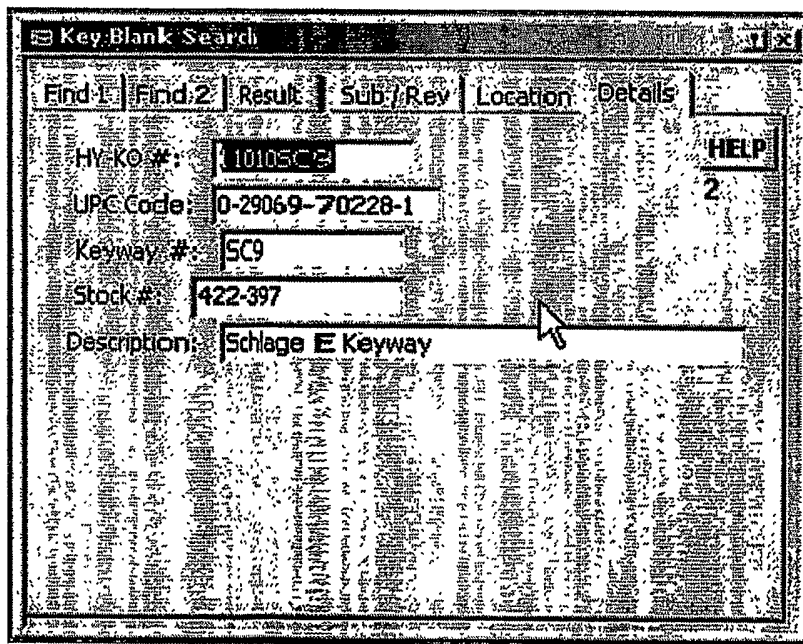 Key Blank Search
Find 1 Find 2 Result Sub / Rev Location Details
HELP
HY-KO #: 1010SC9
2
UPC Code: 0-29069-70228-1
Keyway #: SC9
Stock #: 422-397
Description: Schlage E Keyway